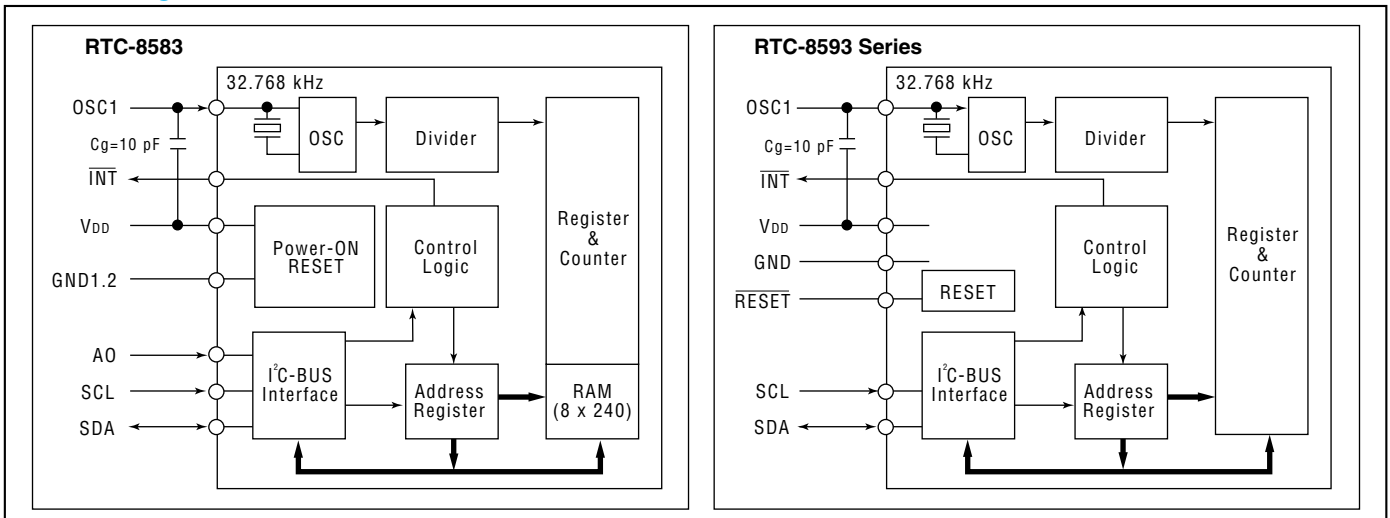 RTC-8583
32.768 kHz
OSC1
Cg=10 pF
OSC
Divider
INT
VDD
Power-ON
RESET
Control
Logic
Register
&
Counter
GND1.2
AO
SCL
SDA
I²C-BUS
Interface
Address
Register
RAM
(8 x 240)
RTC-8593 Series
32.768 kHz
OSC1
Cg=10 pF
OSC
Divider
INT
VDD
GND
RESET
RESET
Control
Logic
Register
&
Counter
SCL
SDA
I²C-BUS
Interface
Address
Register